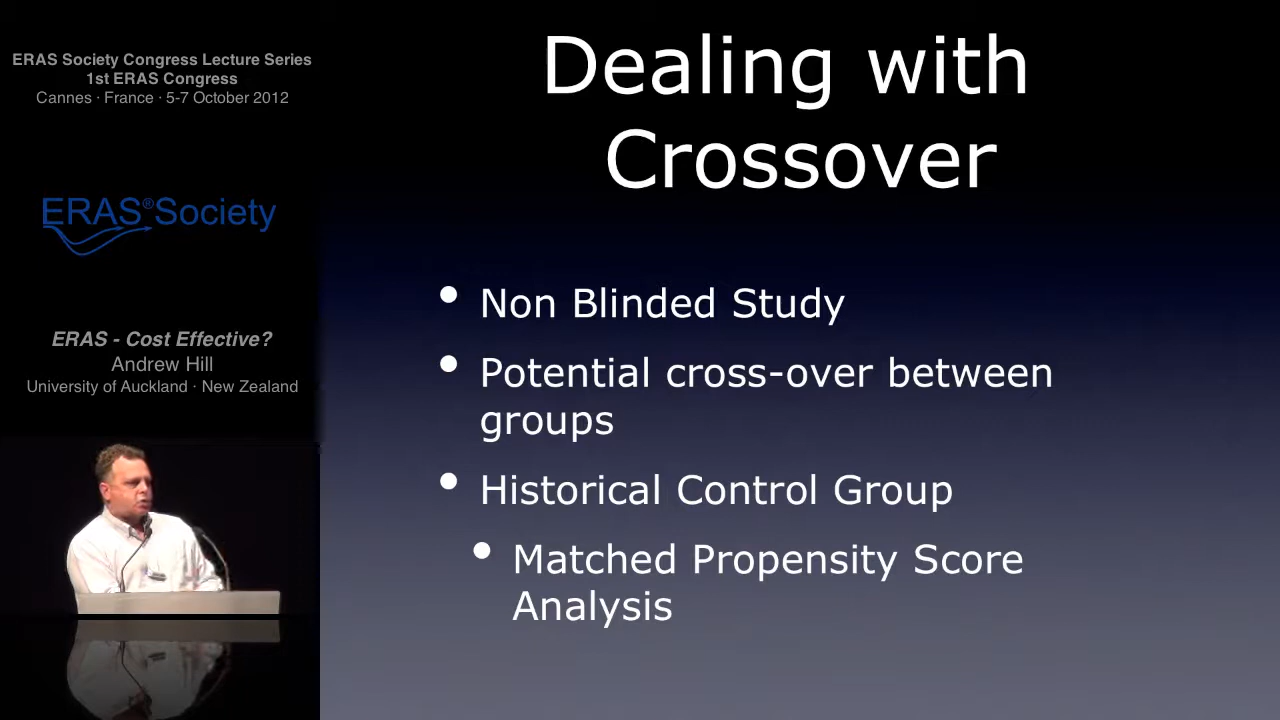 ERAS Society Congress Lecture Series
1st ERAS Congress
Cannes · France · 5-7 October 2012
ERAS®Society
ERAS - Cost Effective?
Andrew Hill
University of Auckland · New Zealand
Dealing with
Crossover
• Non Blinded Study
• Potential cross-over between
groups
• Historical Control Group
• Matched Propensity Score
Analysis